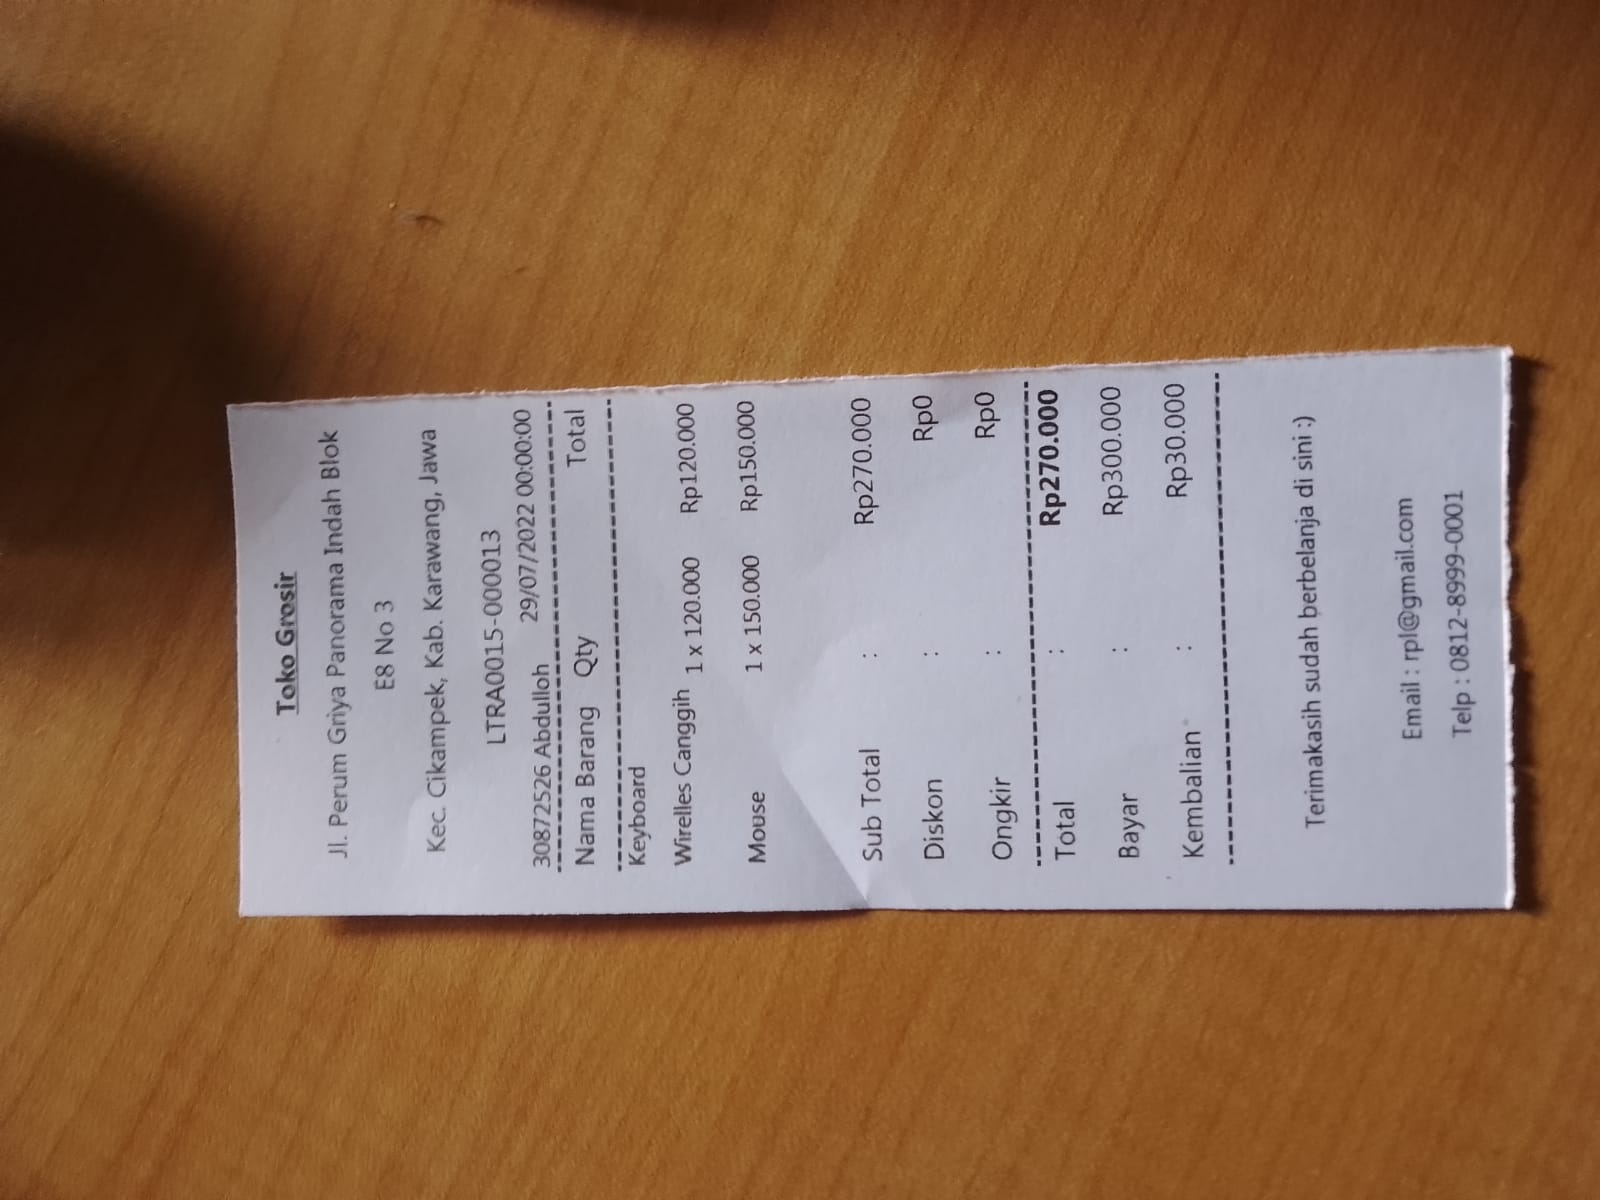 Toko Grosir
Jl. Perum Griya Panorama Indah Blok
E8 No 3
Kec. Cikampek, Kab. Karawang, Jawa
LTRA0015-000013
30872526 Abdulloh 29/07/2022 00:00:00
Nama Barang Qty Total
Keyboard
Wirelles Canggih 1 x 120.000 Rp120.000
Mouse 1 x 150.000 Rp150.000
Sub Total : Rp270.000
Diskon : Rp0
Ongkir : Rp0
Total : Rp270.000
Bayar : Rp300.000
Kembalian : Rp30.000
Terimakasih sudah berbelanja di sini :)
Email : rpl@gmail.com
Telp : 0812-8999-0001